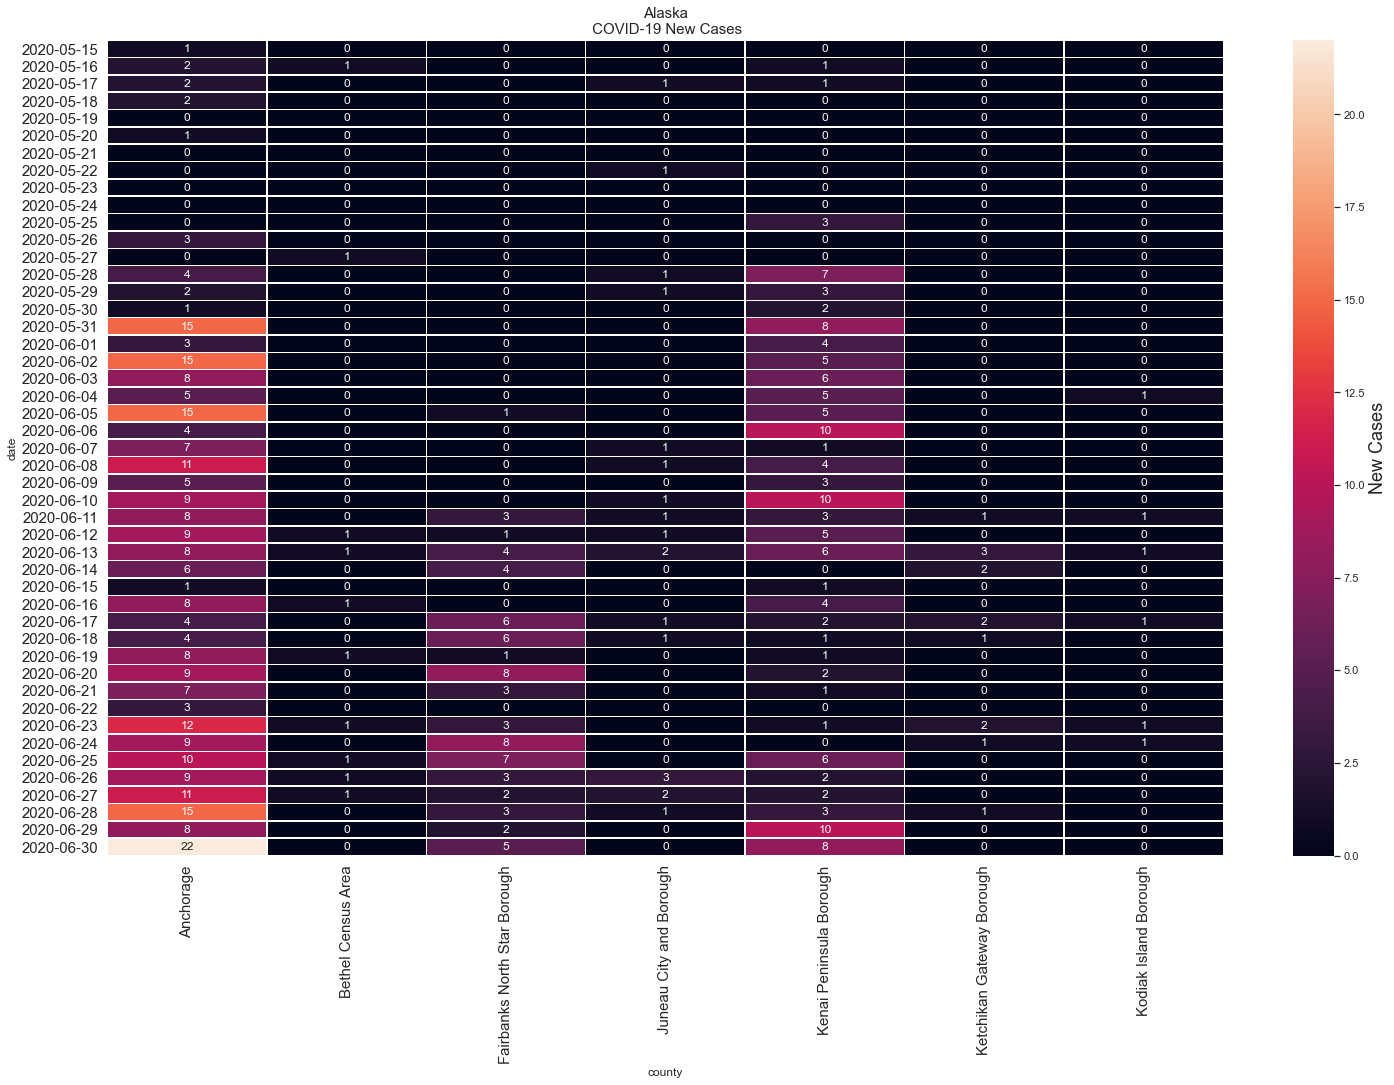 Alaska
COVID-19 New Cases
2020-05-15 1 0 0 0 0 0 0
2020-05-16 2 1 0 0 1 0 0
2020-05-17 2 0 0 1 1 0 0
2020-05-18 2 0 0 0 0 0 0
2020-05-19 0 0 0 0 0 0 0
2020-05-20 1 0 0 0 0 0 0
2020-05-21 0 0 0 0 0 0 0
2020-05-22 0 0 0 1 0 0 0
2020-05-23 0 0 0 0 0 0 0
2020-05-24 0 0 0 0 0 0 0
2020-05-25 0 0 0 0 3 0 0
2020-05-26 3 0 0 0 0 0 0
2020-05-27 0 1 0 0 0 0 0
2020-05-28 4 0 0 1 7 0 0
2020-05-29 2 0 0 1 3 0 0
2020-05-30 1 0 0 0 2 0 0
2020-05-31 15 0 0 0 8 0 0
2020-06-01 3 0 0 0 4 0 0
2020-06-02 15 0 0 0 5 0 0
2020-06-03 8 0 0 0 6 0 0
2020-06-04 5 0 0 0 5 0 1
2020-06-05 15 0 1 0 5 0 0
2020-06-06 4 0 0 0 10 0 0
2020-06-07 7 0 0 1 1 0 0
2020-06-08 11 0 0 1 4 0 0
2020-06-09 5 0 0 0 3 0 0
2020-06-10 9 0 0 1 10 0 0
2020-06-11 8 0 3 1 3 1 1
2020-06-12 9 1 1 1 5 0 0
2020-06-13 8 1 4 2 6 3 1
2020-06-14 6 0 4 0 0 2 0
2020-06-15 1 0 0 0 1 0 0
2020-06-16 8 1 0 0 4 0 0
2020-06-17 4 0 6 1 2 2 1
2020-06-18 4 0 6 1 1 1 0
2020-06-19 8 1 1 0 1 0 0
2020-06-20 9 0 8 0 2 0 0
2020-06-21 7 0 3 0 1 0 0
2020-06-22 3 0 0 0 0 0 0
2020-06-23 12 1 3 0 1 2 1
2020-06-24 9 0 8 0 0 1 1
2020-06-25 10 1 7 0 6 0 0
2020-06-26 9 1 3 3 2 0 0
2020-06-27 11 1 2 2 2 0 0
2020-06-28 15 0 3 1 3 1 0
2020-06-29 8 0 2 0 10 0 0
2020-06-30 22 0 5 0 8 0 0
date
Anchorage
Bethel Census Area
Fairbanks North Star Borough
Juneau City and Borough
Kenai Peninsula Borough
Ketchikan Gateway Borough
Kodiak Island Borough
county
20.0
17.5
15.0
12.5
10.0
7.5
5.0
2.5
0.0
New Cases